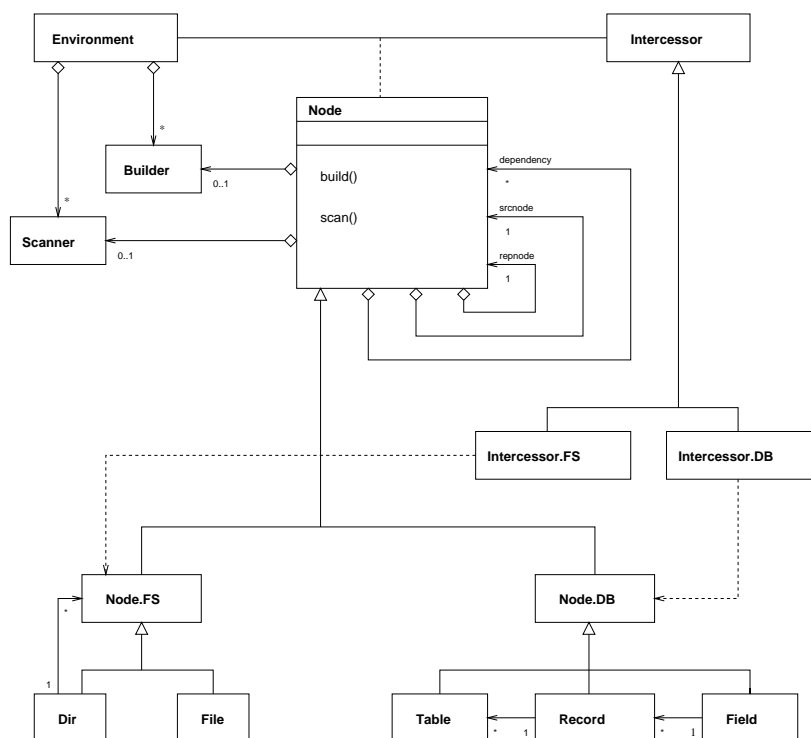 Environment
Intercessor
Node
*
Builder
dependency
build()
0..1
*
*
srcnode
scan()
Scanner
1
0..1
repnode
1
Intercessor.FS
Intercessor.DB
Node.FS
Node.DB
*
1
Dir
File
Table
Record
Field
*
1
*
1